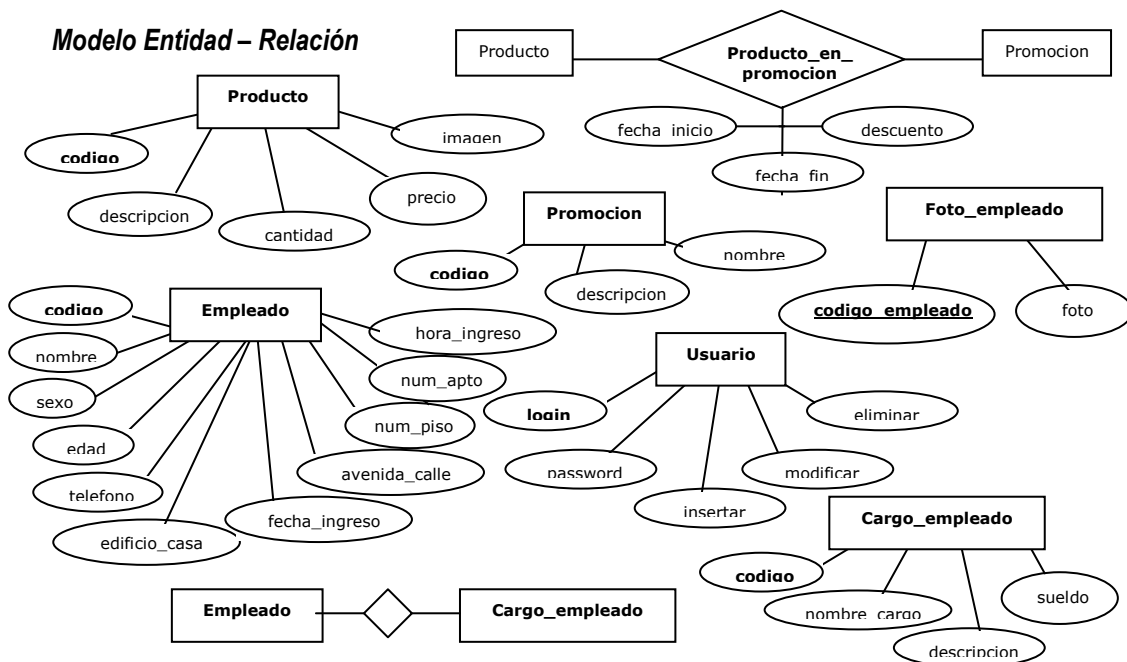 Modelo Entidad – Relación
Producto
Producto_en_
promocion
Promocion
Producto
codigo
descripcion
cantidad
precio
imagen
fecha_inicio
descuento
fecha_fin
Promocion
codigo
descripcion
nombre
Foto_empleado
codigo_empleado
foto
Empleado
codigo
nombre
sexo
edad
telefono
edificio_casa
fecha_ingreso
avenida_calle
num_piso
num_apto
hora_ingreso
Usuario
login
password
insertar
modificar
eliminar
Cargo_empleado
codigo
nombre_cargo
descripcion
sueldo
Empleado
Cargo_empleado